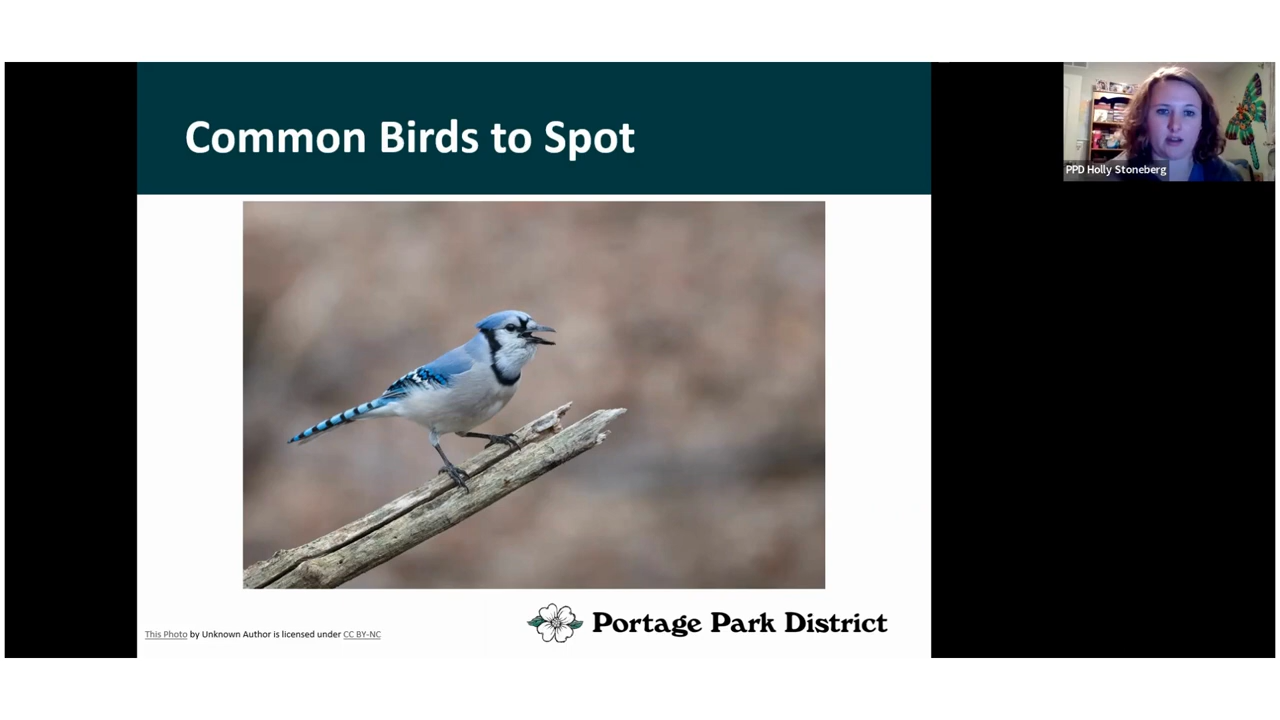 Common Birds to Spot
PPD Holly Stoneberg
This Photo by Unknown Author is licensed under CC BY-NC
Portage Park District